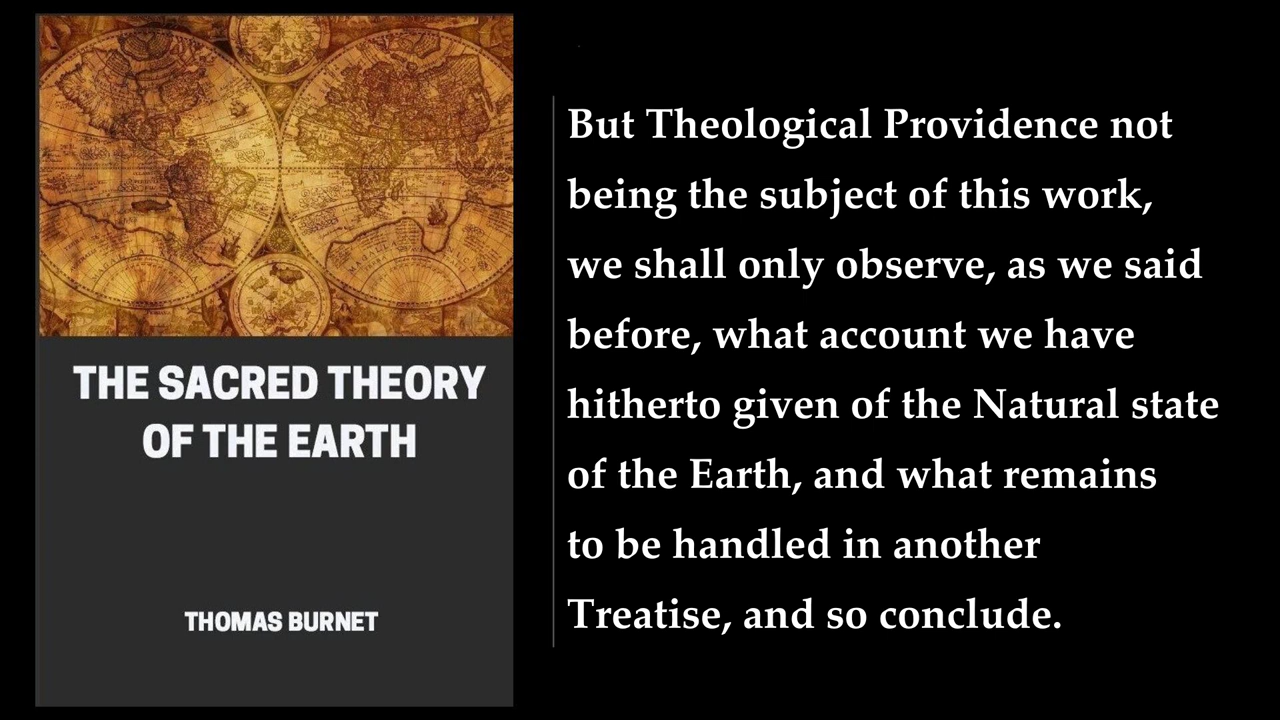 THE SACRED THEORY
OF THE EARTH
THOMAS BURNET
But Theological Providence not
being the subject of this work,
we shall only observe, as we said
before, what account we have
hitherto given of the Natural state
of the Earth, and what remains
to be handled in another
Treatise, and so conclude.